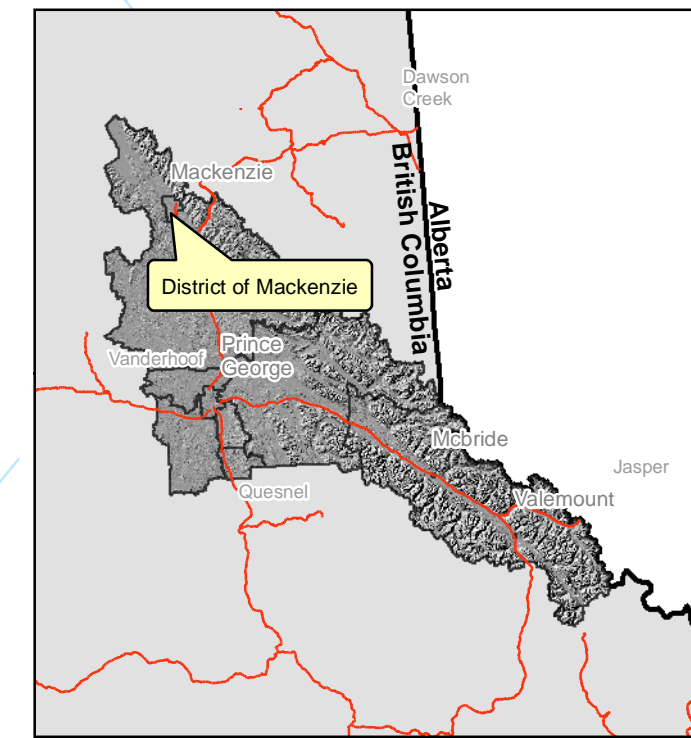 Dawson
Creek
Mackenzie
British Columbia
Alberta
District of Mackenzie
Prince
George
Vanderhoof
Mcbride
Jasper
Valemount
Quesnel